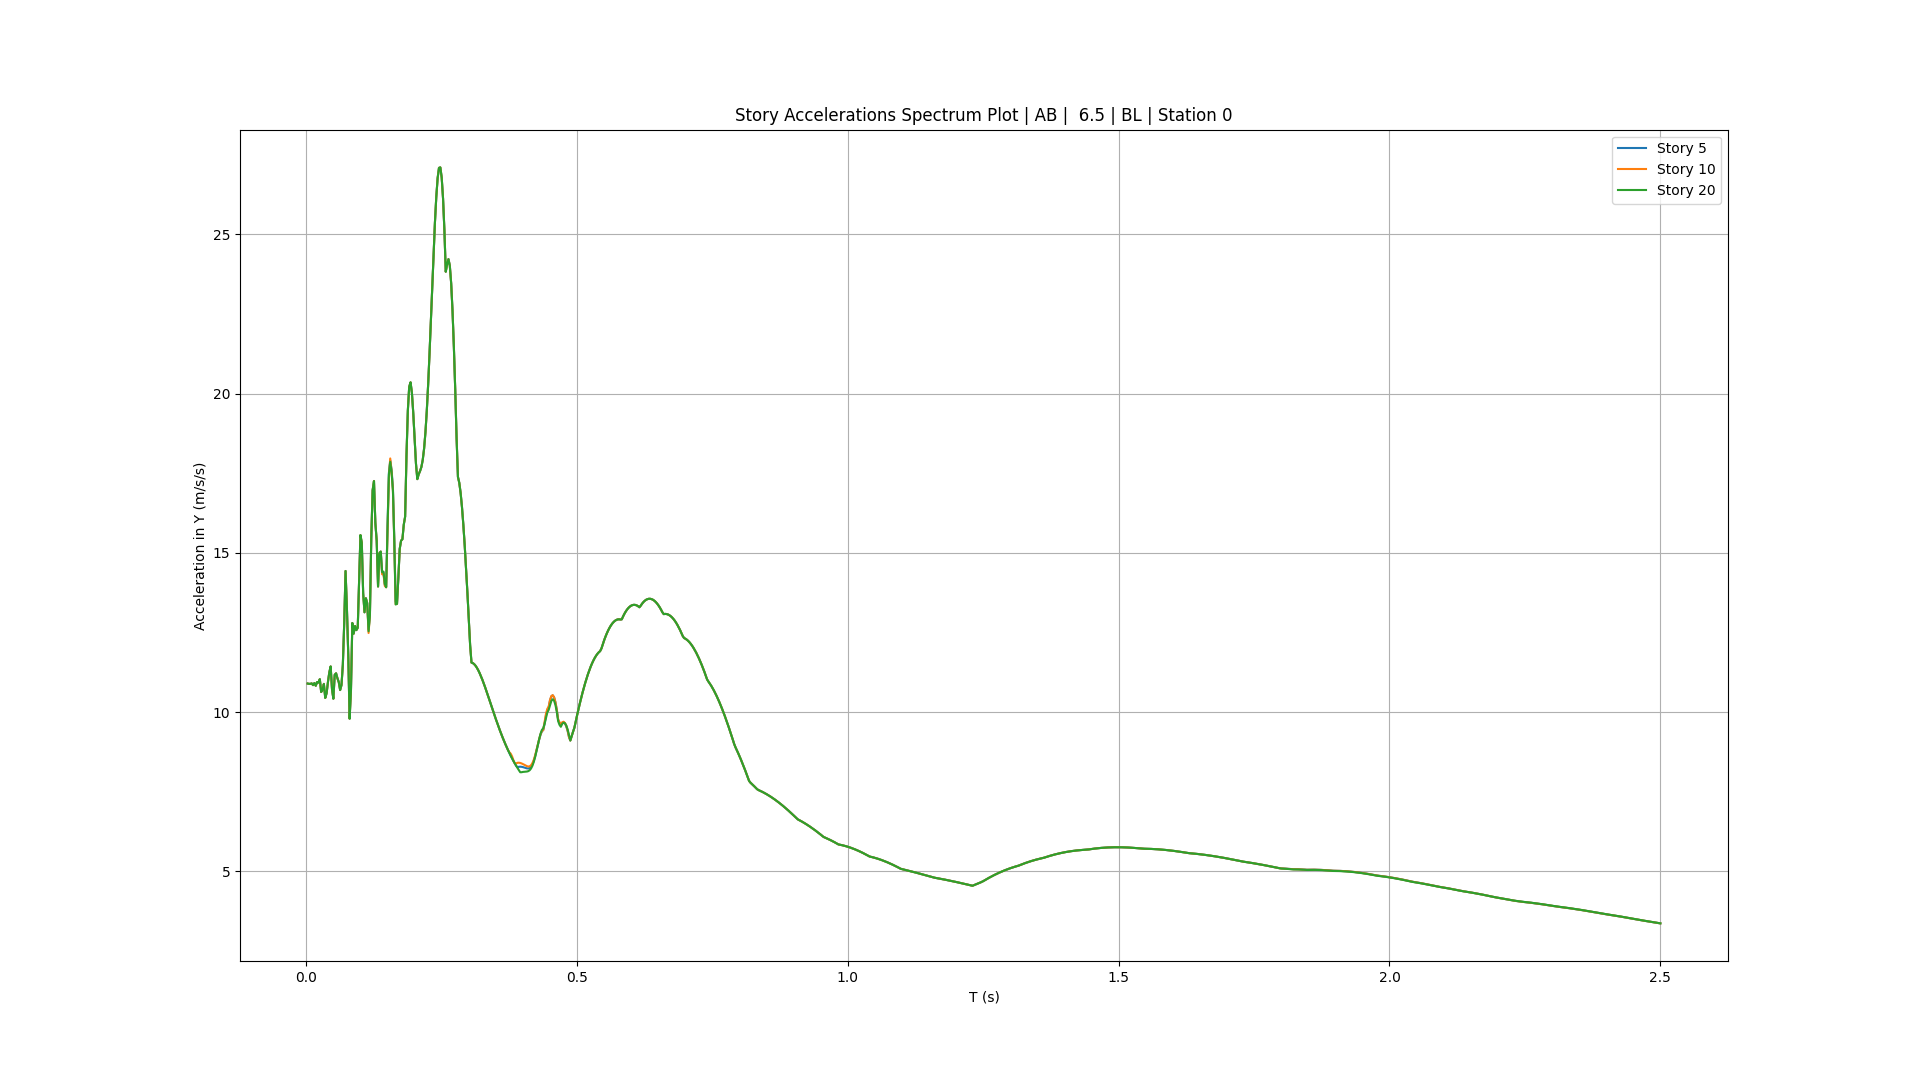 Story Accelerations Spectrum Plot | AB |  6.5 | BL | Station 0
Story 5
Story 10
Story 20
25
20
15
10
5
Acceleration in Y (m/s/s)
0.0 0.5 1.0 1.5 2.0 2.5
T (s)